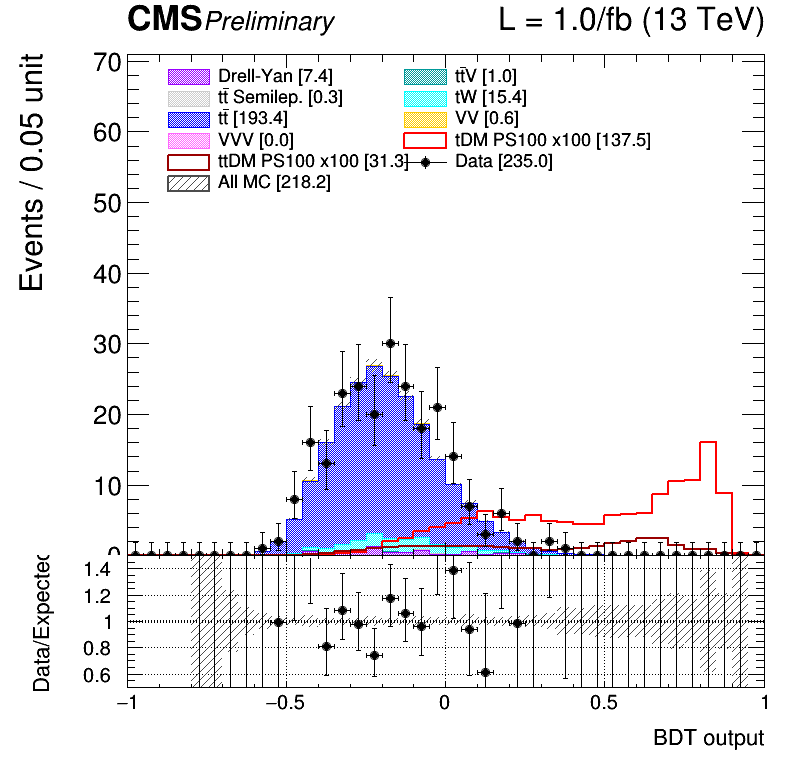 CMS Preliminary L = 1.0/fb (13 TeV)
Events / 0.05 unit
70
60
50
40
30
20
10
0
Drell-Yan [7.4]
tt̄V [1.0]
tt̄ Semilep. [0.3]
tW [15.4]
tt̄ [193.4]
VV [0.6]
VVV [0.0]
tDM PS100 x100 [137.5]
ttDM PS100 x100 [31.3]
Data [235.0]
All MC [218.2]
Data/Expected
1.4
1.2
1
0.8
0.6
−1 −0.5 0 0.5 1
BDT output